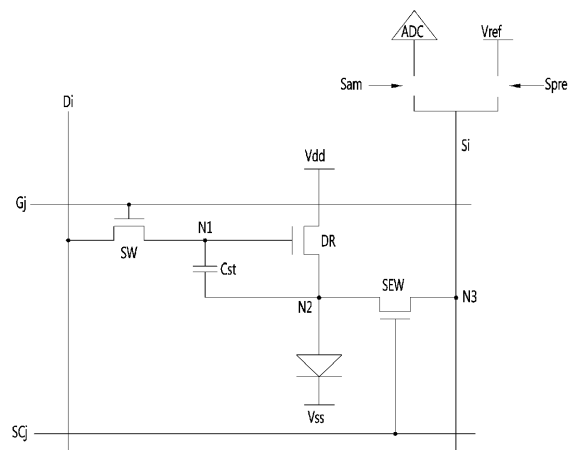 ADC
Vref
Sam
Spre
Di
Si
Vdd
Gj
N1
SW
DR
Cst
SEW
N2
N3
Vss
SCj